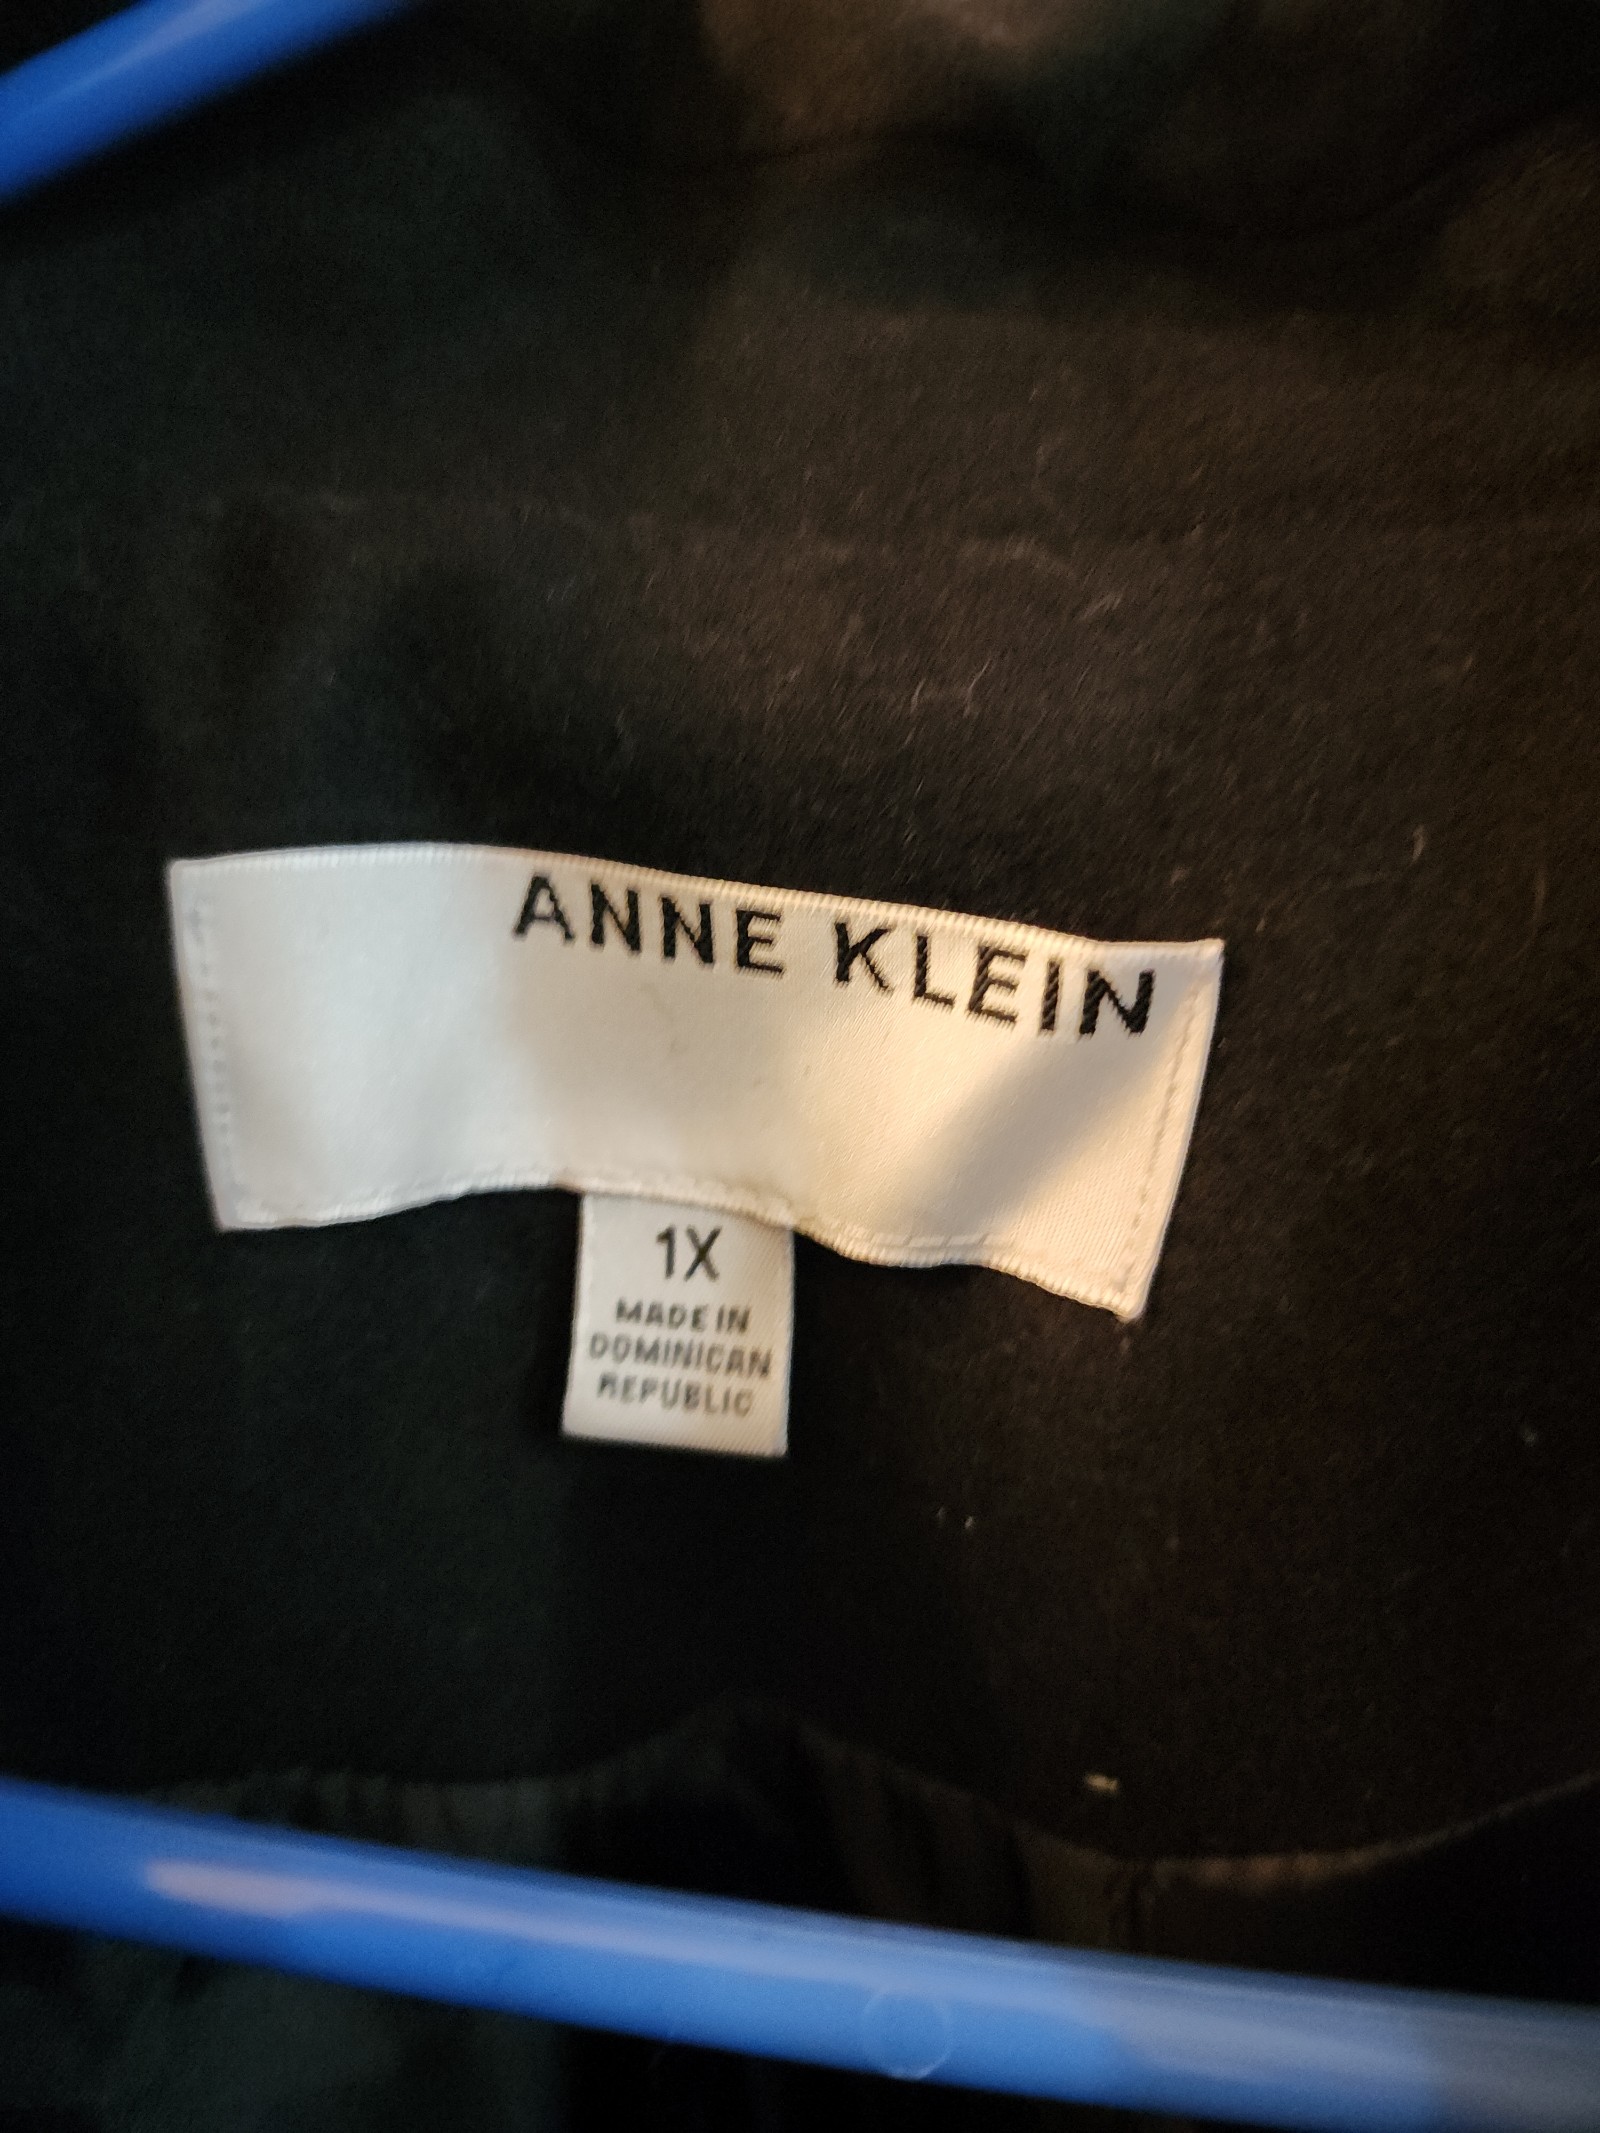 ANNE KLEIN
1X
MADE IN
DOMINICAN
REPUBLIC